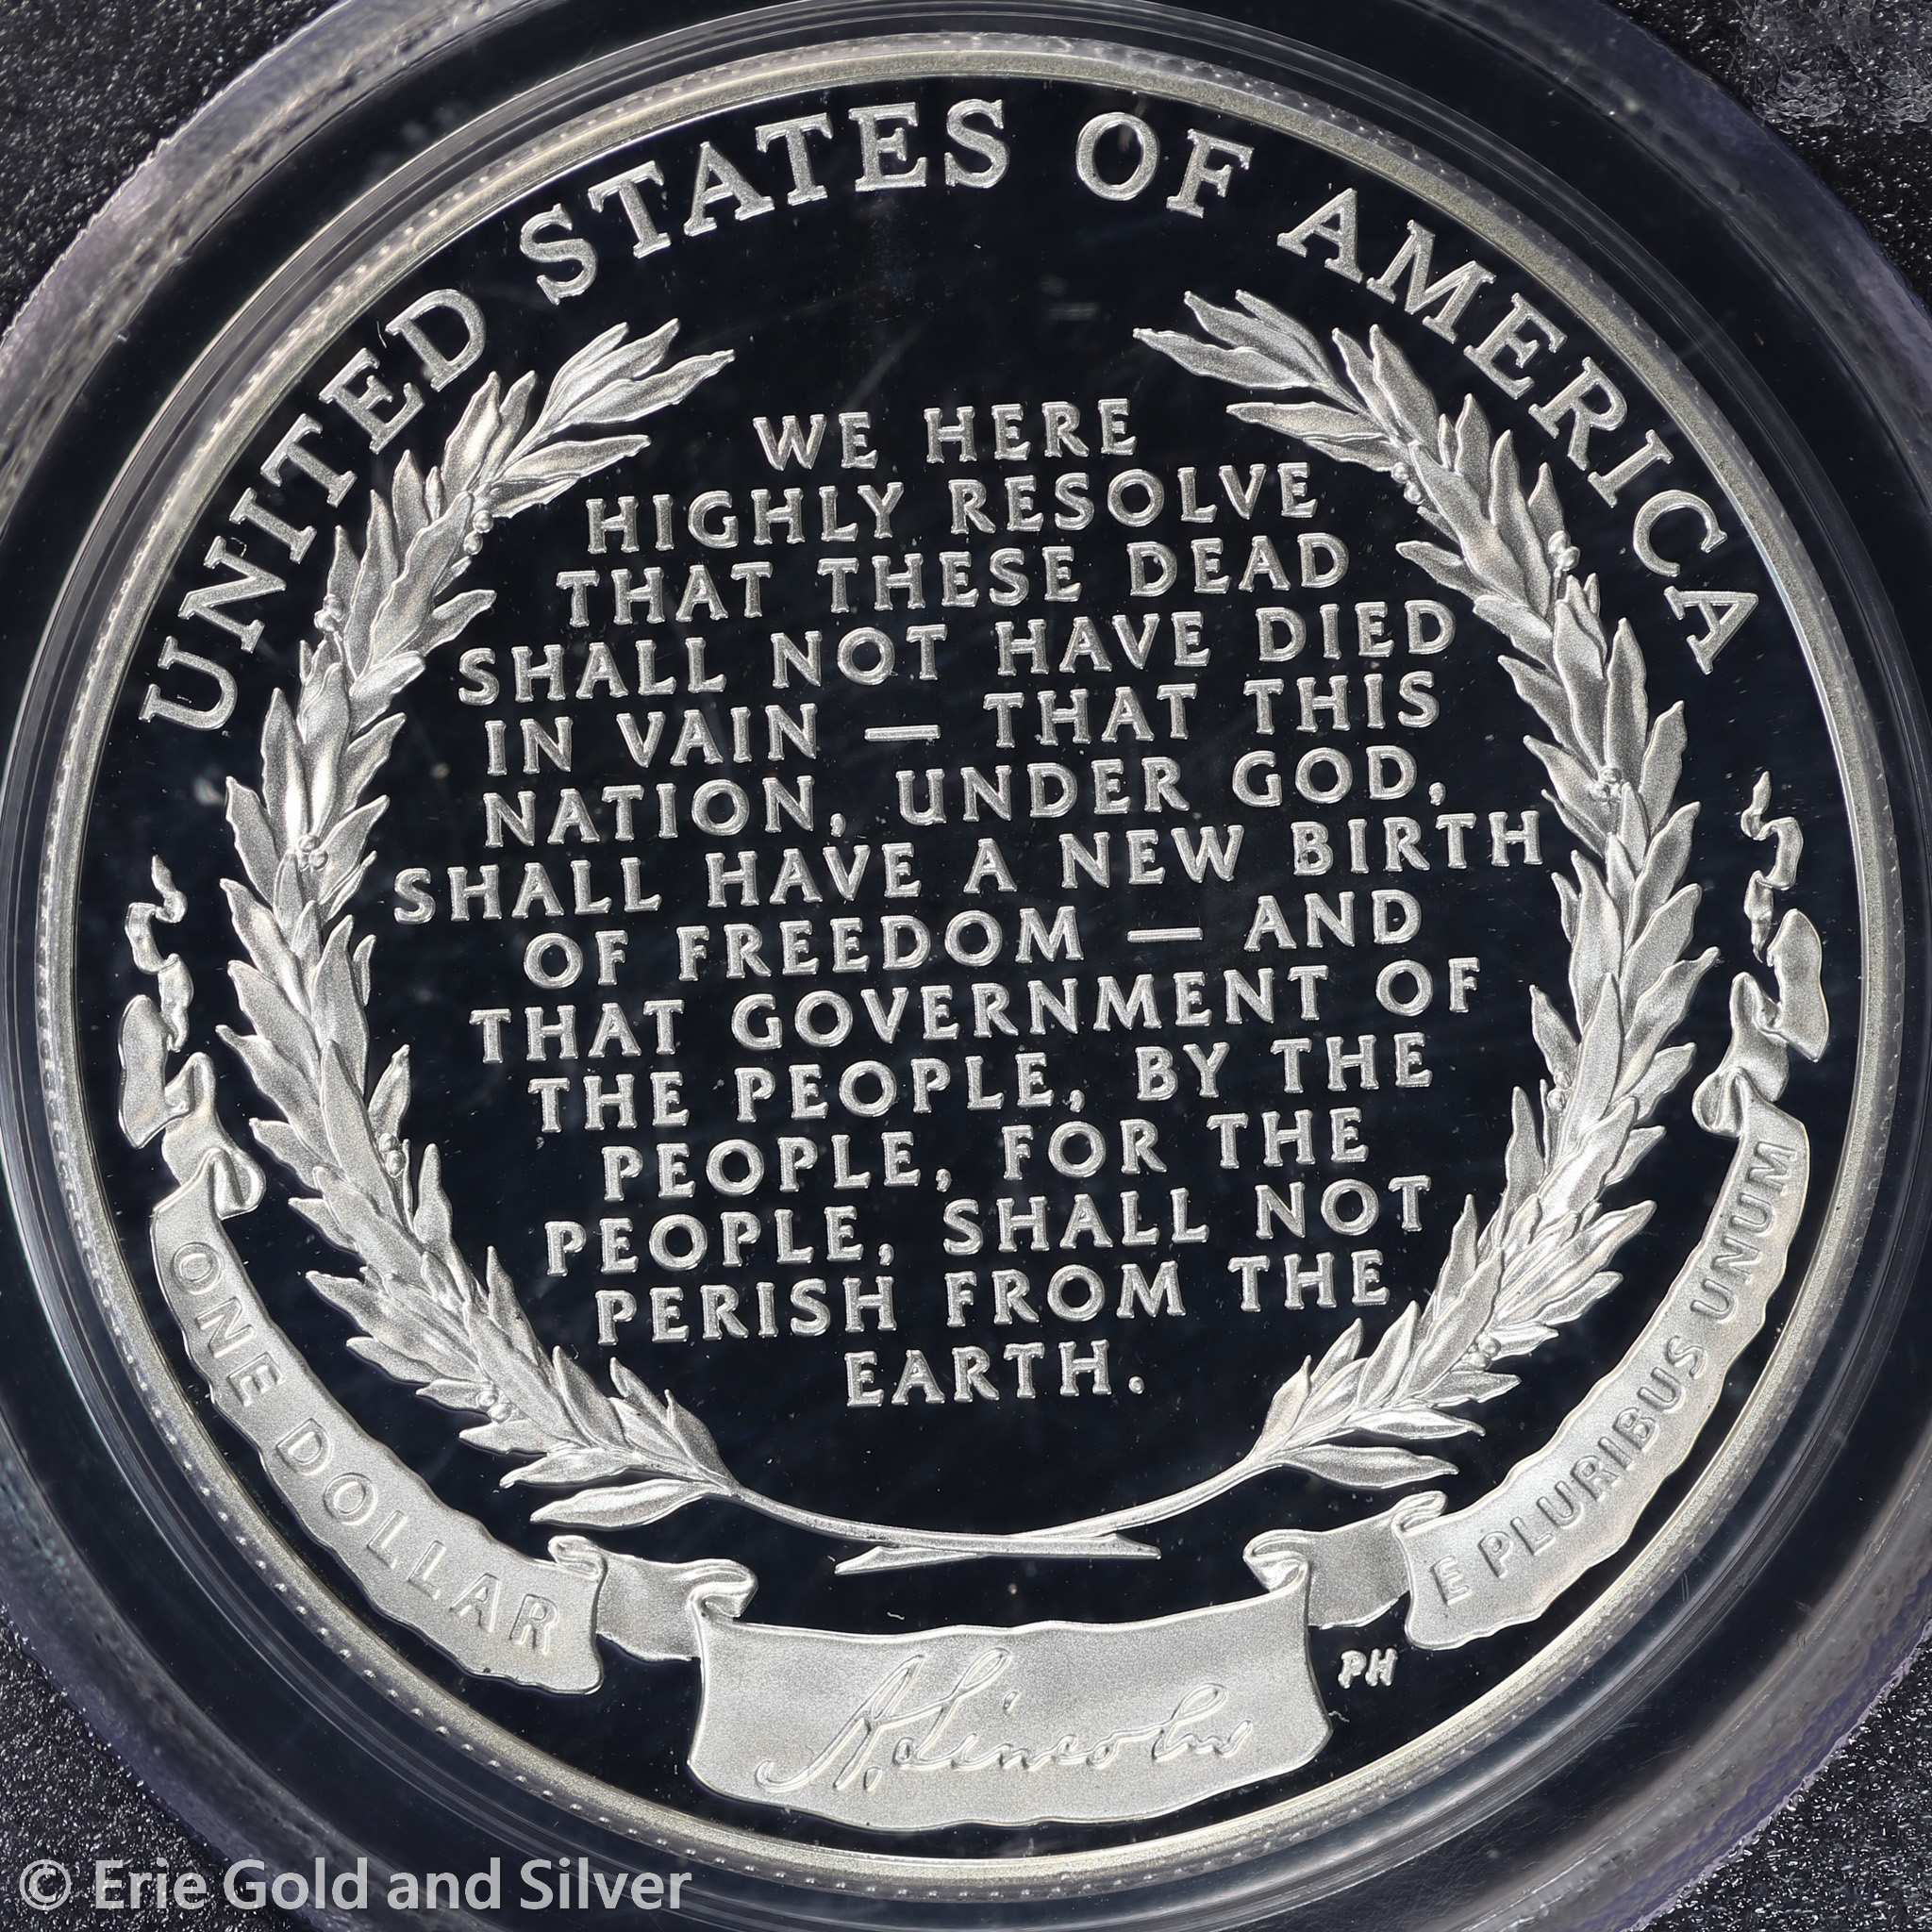 UNITED STATES OF AMERICA
WE HERE
HIGHLY RESOLVE
THAT THESE DEAD
SHALL NOT HAVE DIED
IN VAIN — THAT THIS
NATION, UNDER GOD,
SHALL HAVE A NEW BIRTH
OF FREEDOM — AND
THAT GOVERNMENT OF
THE PEOPLE, BY THE
PEOPLE, FOR THE
PEOPLE, SHALL NOT
PERISH FROM THE
EARTH.
ONE DOLLAR
A. Lincoln
E PLURIBUS UNUM
PH
© Erie Gold and Silver